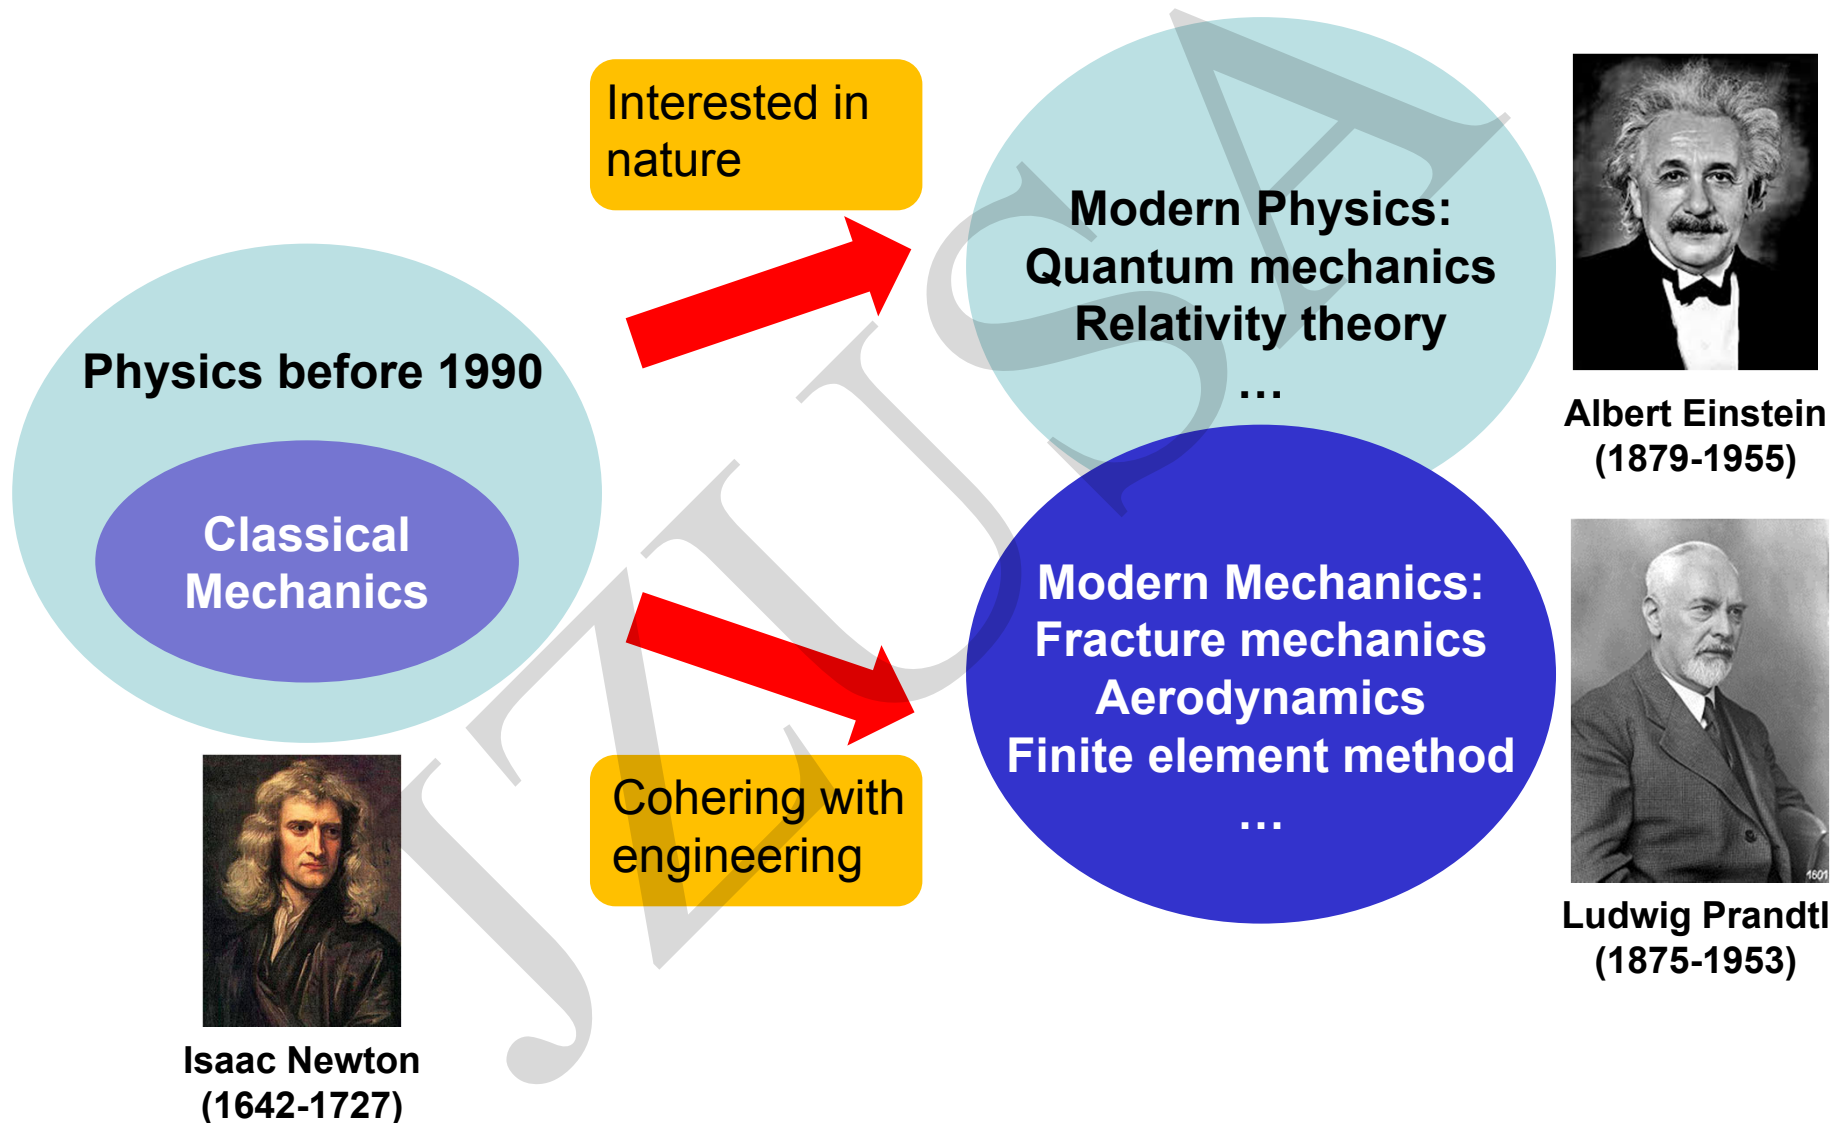 Interested in
nature
Modern Physics:
Quantum mechanics
Relativity theory
…
Albert Einstein
(1879-1955)
Physics before 1990
Classical
Mechanics
Isaac Newton
(1642-1727)
Cohering with
engineering
Modern Mechanics:
Fracture mechanics
Aerodynamics
Finite element method
…
1601
Ludwig Prandtl
(1875-1953)
JZUSA